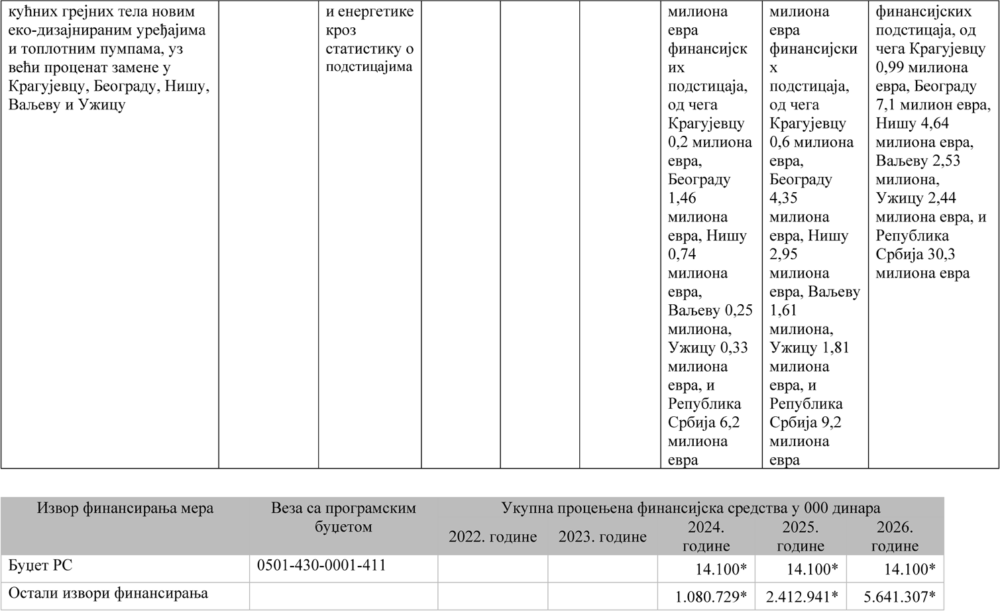 кућних грејних тела новим
еко-дизајнираним уређајима
и топлотним пумпама, уз
већи проценат замене у
Крагујевцу, Београду, Нишу,
Ваљеву и Ужицу
и енергетике
кроз
статистику о
подстицајима
милиона
евра
финансијск
их
подстицаја,
од чега
Крагујевцу
0,2 милиона
евра,
Београду
1,46
милиона
евра, Нишу
0,74
милиона
евра,
Ваљеву 0,25
милиона,
Ужицу 0,33
милиона
евра, и
Република
Србија 6,2
милиона
евра
милиона
евра
финансијски
х
подстицаја,
од чега
Крагујевцу
0,6 милиона
евра,
Београду
4,35
милиона
евра, Нишу
2,95
милиона
евра, Ваљеву
1,61
милиона,
Ужицу 1,81
милиона
евра, и
Република
Србија 9,2
милиона
евра
финансијских
подстицаја, од
чега Крагујевцу
0,99 милиона
евра, Београду
7,1 милион евра,
Нишу 4,64
милиона евра,
Ваљеву 2,53
милиона,
Ужицу 2,44
милиона евра, и
Република
Србија 30,3
милиона евра
Извор финансирања мера
Веза са програмским
буџетом
Укупна процењена финансијска средства у 000 динара
2022. године
2023. године
2024.
године
2025.
године
2026.
године
Буџет РС
0501-430-0001-411
14.100*
14.100*
14.100*
Остали извори финансирања
1.080.729*
2.412.941*
5.641.307*